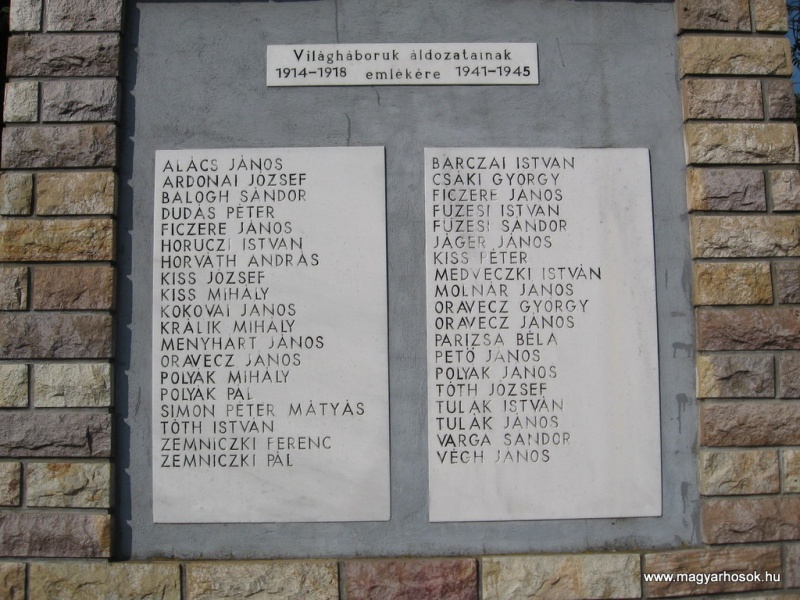 Világháboruk áldozatainak
1914-1918 emlékére 1941-1945
ALÁCS JÁNOS
ARDONAI JÓZSEF
BALOGH SÁNDOR
DUDÁS PÉTER
FICZERE JÁNOS
HORUCZI ISTVÁN
HORVÁTH ANDRÁS
KISS JÓZSEF
KISS MIHÁLY
KOKOVAI JÁNOS
KRÁLIK MIHÁLY
MENYHÁRT JÁNOS
ORAVECZ JÁNOS
POLYÁK MIHÁLY
POLYÁK PÁL
SIMON PÉTER MÁTYÁS
TÓTH ISTVÁN
ZEMNICZKI FERENC
ZEMNICZKI PÁL
BARCZAI ISTVÁN
CSÁKI GYÖRGY
FICZERE JÁNOS
FÜZESI ISTVÁN
FÜZESI SÁNDOR
JÁGER JÁNOS
KISS PÉTER
MEDVECZKI ISTVÁN
MOLNÁR JÁNOS
ORAVECZ GYÖRGY
ORAVECZ JÁNOS
PARIZSA BÉLA
PETŐ JÁNOS
POLYÁK JÁNOS
TÓTH JÓZSEF
TULÁK ISTVÁN
TULÁK JÁNOS
VARGA SÁNDOR
VÉGH JÁNOS
www.magyarhosok.hu